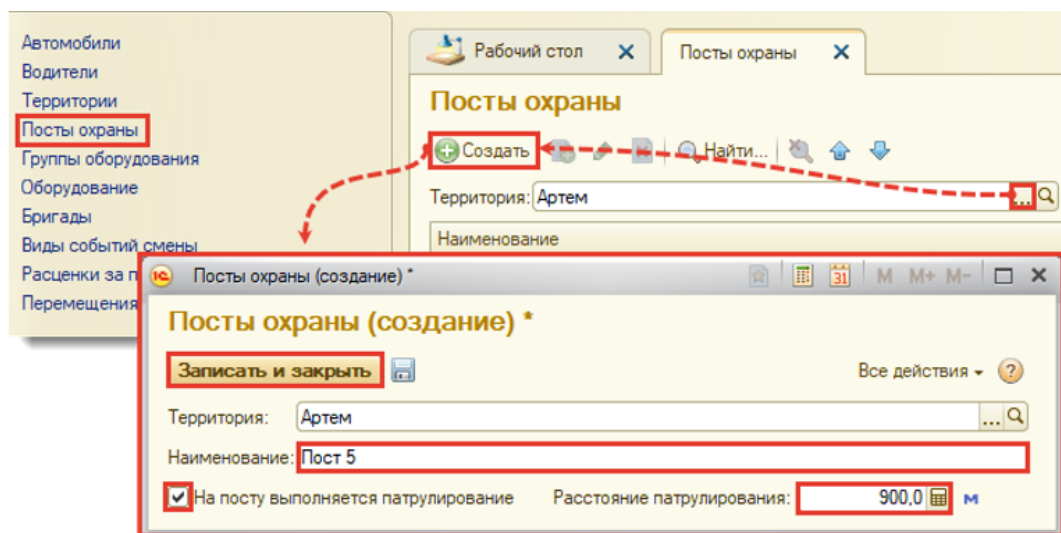 Автомобили
Водители
Территории
Посты охраны
Группы оборудования
Оборудование
Бригады
Виды событий смены
Расценки за п
Перемещения
Рабочий стол
Посты охраны
Посты охраны
Создать Найти...
Территория: Артем ...
Наименование
1С Посты охраны (создание) * 31 M M+ M-
Посты охраны (создание) *
Записать и закрыть Все действия ?
Территория: Артем ...
Наименование: Пост 5
На посту выполняется патрулирование Расстояние патрулирования: 900,0 м